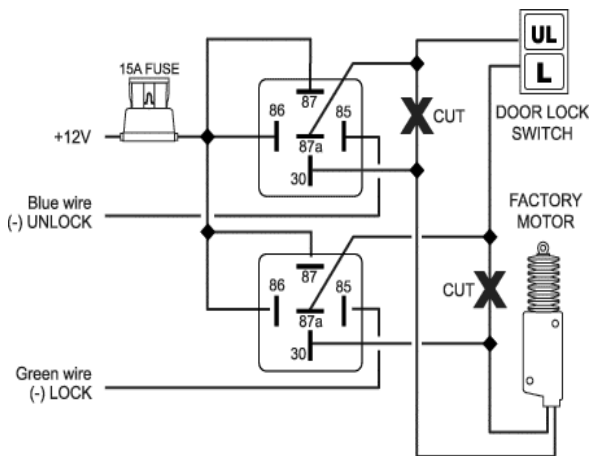 15A FUSE
+12V
86
87
85
87a
30
UL
L
DOOR LOCK
SWITCH
CUT
Blue wire
(-) UNLOCK
FACTORY
MOTOR
86
87
85
87a
30
CUT
Green wire
(-) LOCK